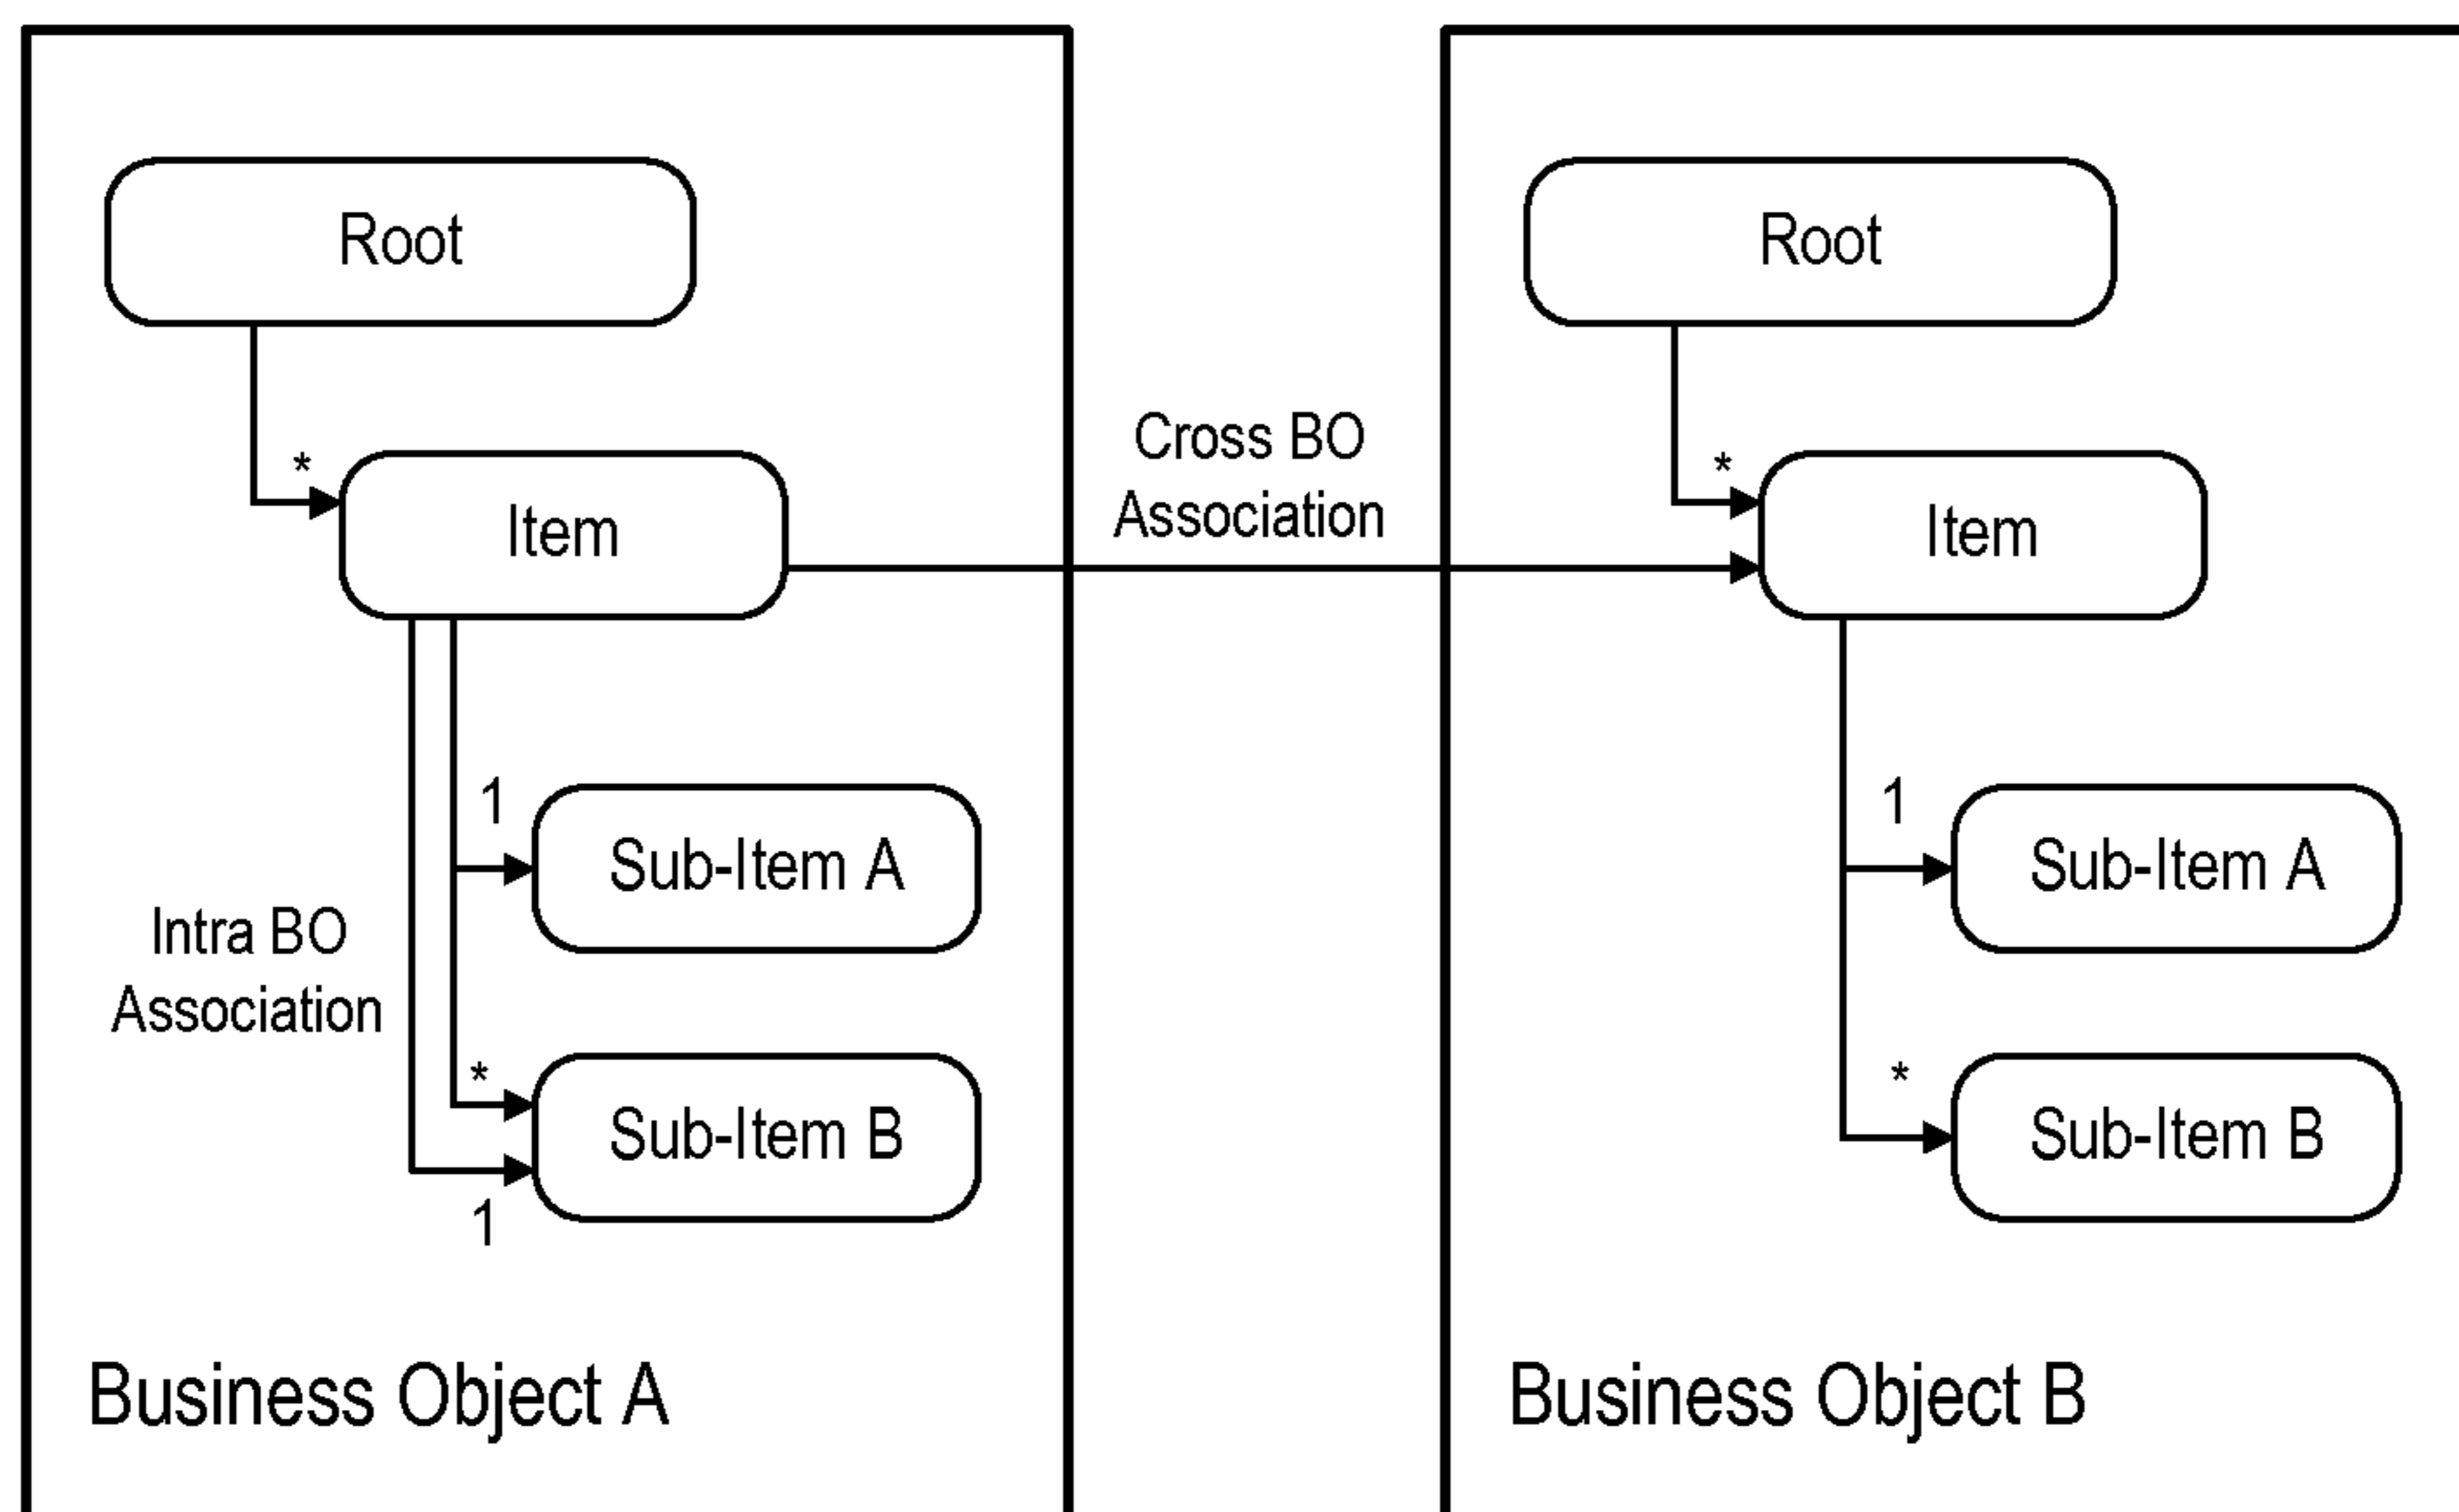 Root
*
Item
1
Sub-Item A
Intra BO
Association
*
Sub-Item B
1
Business Object A
Cross BO
Association
Root
*
Item
1
Sub-Item A
*
Sub-Item B
Business Object B